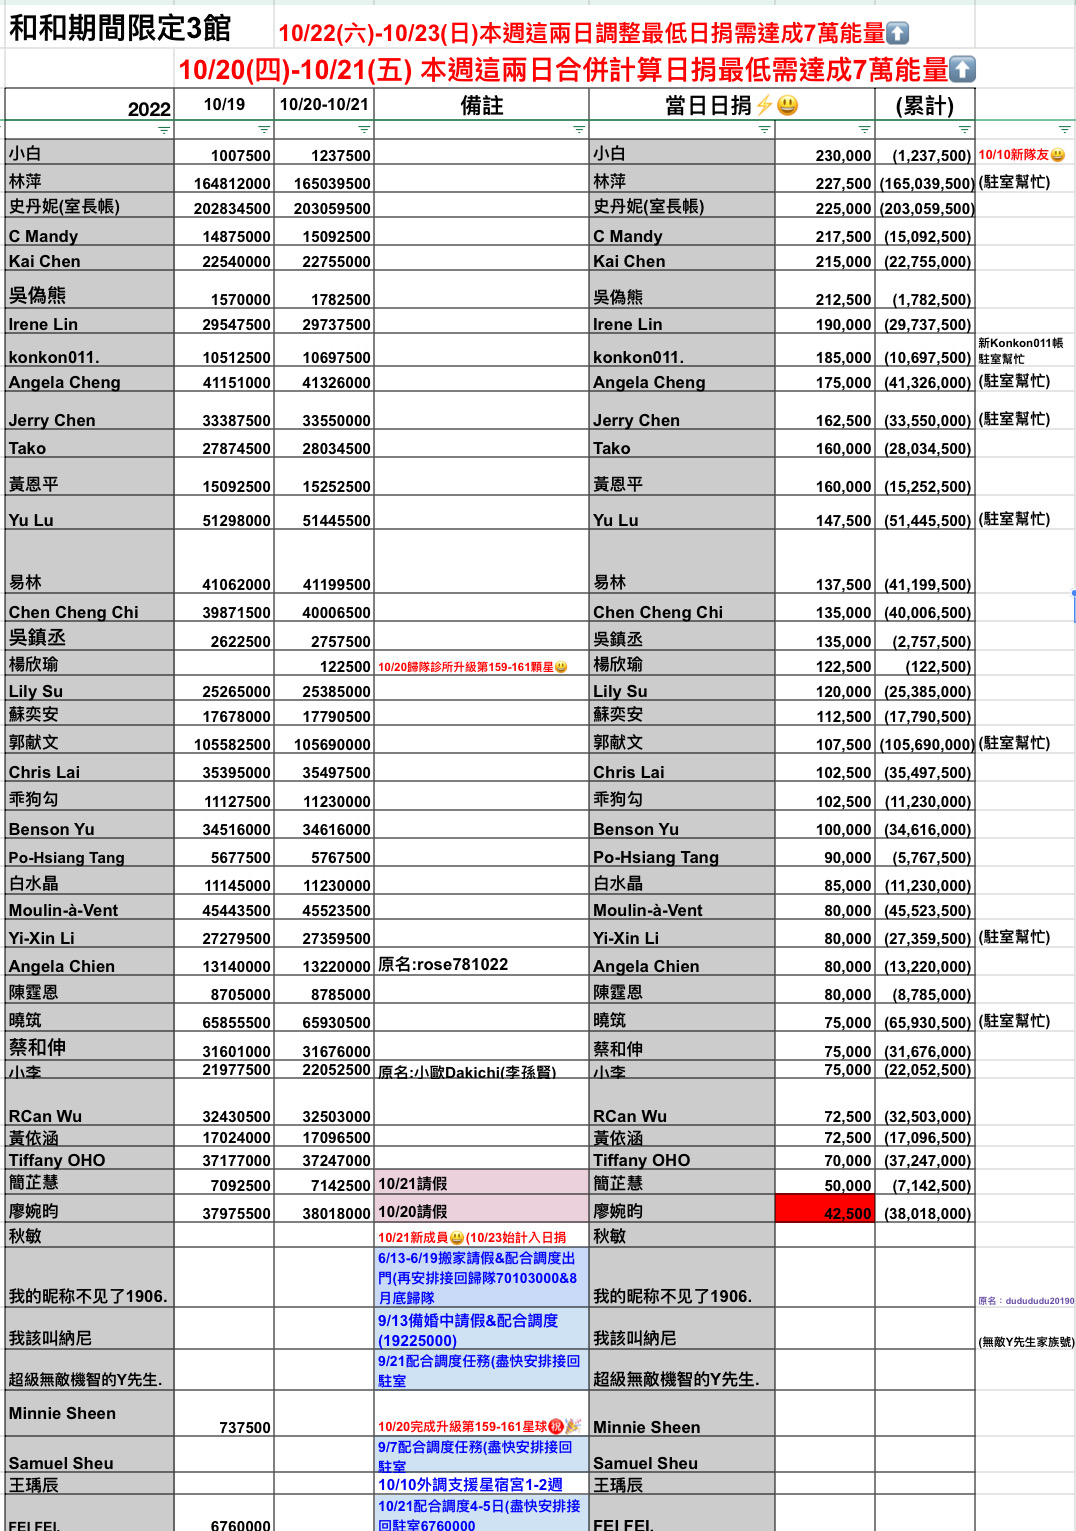 和和期間限定3館
10/22(六)-10/23(日)本週這兩日調整最低日捐需達成7萬能量⬆️
10/20(四)-10/21(五) 本週這兩日合併計算日捐最低需達成7萬能量⬆️
2022 10/19 10/20-10/21 備註 當日日捐⚡😃 (累計)
小白 1007500 1237500 小白 230,000 (1,237,500) 10/10新隊友😃
林萍 164812000 165039500 林萍 227,500 (165,039,500) (駐室幫忙)
史丹妮(室長帳) 202834500 203059500 史丹妮(室長帳) 225,000 (203,059,500)
C Mandy 14875000 15092500 C Mandy 217,500 (15,092,500)
Kai Chen 22540000 22755000 Kai Chen 215,000 (22,755,000)
吳偽熊 1570000 1782500 吳偽熊 212,500 (1,782,500)
Irene Lin 29547500 29737500 Irene Lin 190,000 (29,737,500)
konkon011. 10512500 10697500 konkon011. 185,000 (10,697,500) 新Konkon011帳
駐室幫忙
Angela Cheng 41151000 41326000 Angela Cheng 175,000 (41,326,000) (駐室幫忙)
Jerry Chen 33387500 33550000 Jerry Chen 162,500 (33,550,000) (駐室幫忙)
Tako 27874500 28034500 Tako 160,000 (28,034,500)
黃恩平 15092500 15252500 黃恩平 160,000 (15,252,500)
Yu Lu 51298000 51445500 Yu Lu 147,500 (51,445,500) (駐室幫忙)
易林 41062000 41199500 易林 137,500 (41,199,500)
Chen Cheng Chi 39871500 40006500 Chen Cheng Chi 135,000 (40,006,500)
吳鎮丞 2622500 2757500 吳鎮丞 135,000 (2,757,500)
楊欣瑜 122500 10/20歸隊診所升級第159-161顆星😃 楊欣瑜 122,500 (122,500)
Lily Su 25265000 25385000 Lily Su 120,000 (25,385,000)
蘇奕安 17678000 17790500 蘇奕安 112,500 (17,790,500)
郭献文 105582500 105690000 郭献文 107,500 (105,690,000) (駐室幫忙)
Chris Lai 35395000 35497500 Chris Lai 102,500 (35,497,500)
乖狗勾 11127500 11230000 乖狗勾 102,500 (11,230,000)
Benson Yu 34516000 34616000 Benson Yu 100,000 (34,616,000)
Po-Hsiang Tang 5677500 5767500 Po-Hsiang Tang 90,000 (5,767,500)
白水晶 11145000 11230000 白水晶 85,000 (11,230,000)
Moulin-à-Vent 45443500 45523500 Moulin-à-Vent 80,000 (45,523,500)
Yi-Xin Li 27279500 27359500 Yi-Xin Li 80,000 (27,359,500) (駐室幫忙)
Angela Chien 13140000 13220000 原名:rose781022 Angela Chien 80,000 (13,220,000)
陳霆恩 8705000 8785000 陳霆恩 80,000 (8,785,000)
曉筑 65855500 65930500 曉筑 75,000 (65,930,500) (駐室幫忙)
蔡和伸 31601000 31676000 蔡和伸 75,000 (31,676,000)
小李 21977500 22052500 原名:小歐Dakichi(李孫賢) 小李 75,000 (22,052,500)
RCan Wu 32430500 32503000 RCan Wu 72,500 (32,503,000)
黃依涵 17024000 17096500 黃依涵 72,500 (17,096,500)
Tiffany OHO 37177000 37247000 Tiffany OHO 70,000 (37,247,000)
簡芷慧 7092500 7142500 10/21請假 簡芷慧 50,000 (7,142,500)
廖婉昀 37975500 38018000 10/20請假 廖婉昀 42,500 (38,018,000)
秋敏 10/21新成員😃(10/23始計入日捐 秋敏
6/13-6/19搬家請假&配合調度出
門(再安排接回歸隊70103000&8
月底歸隊
我的昵称不见了1906. 我的昵称不见了1906. 原名：dudududu20190
9/13備婚中請假&配合調度
(19225000)
我該叫納尼 我該叫納尼 (無敵Y先生家族號)
9/21配合調度任務(盡快安排接回
駐室
超級無敵機智的Y先生. 超級無敵機智的Y先生.
Minnie Sheen 737500 10/20完成升級第159-161星球㊗️🎉 Minnie Sheen
9/7配合調度任務(盡快安排接回
駐室
Samuel Sheu Samuel Sheu
王瑀辰 10/10外調支援星宿宮1-2週 王瑀辰
10/21配合調度4-5日(盡快安排接
回駐室6760000
FEI FEI. 6760000 FEI FEI.